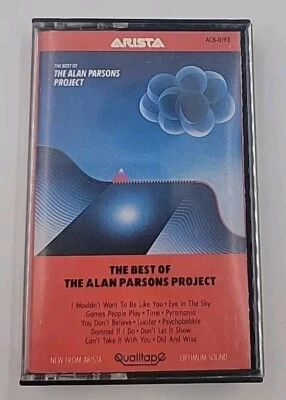 ARISTA
AC8-8193
THE BEST OF
THE ALAN PARSONS
PROJECT
THE BEST OF
THE ALAN PARSONS PROJECT
I Wouldn't Want To Be Like You • Eye In The Sky
Games People Play • Time • Pyramania
You Don't Believe • Lucifer • Psychobabble
Damned If I Do • Don't Let It Show
Can't Take It With You • Old And Wise
NEW FROM ARISTA
Qualitape
OPTIMUM SOUND